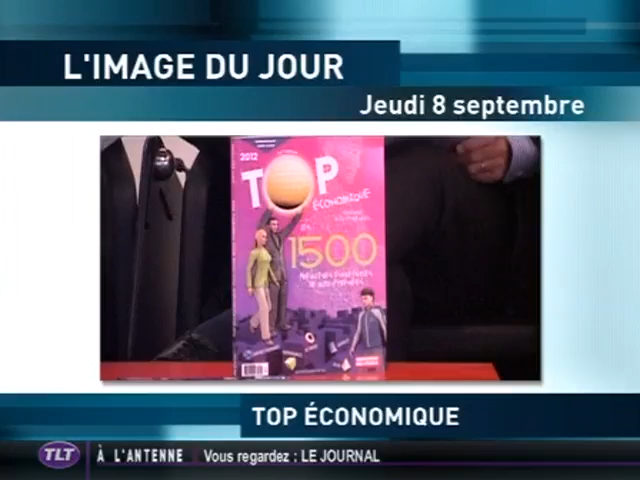 L'IMAGE DU JOUR
Jeudi 8 septembre
2012
TOP
ÉCONOMIQUE
1500
TOP ÉCONOMIQUE
TLT
À L'ANTENNE
Vous regardez : LE JOURNAL